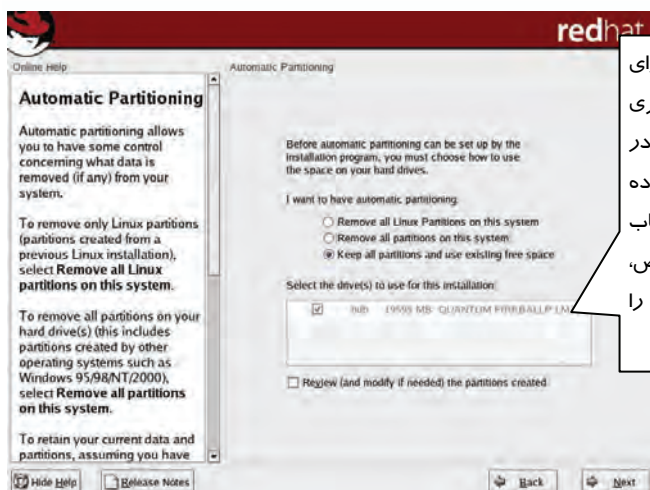 redhat
Online Help
Automatic Partitioning
Automatic partitioning allows
you to have some control
concerning what data is
removed (if any) from your
system.
To remove only Linux partitions
(partitions created from a
previous Linux installation),
select Remove all Linux
partitions on this system.
To remove all partitions on your
hard drive(s) (this includes
partitions created by other
operating systems such as
Windows 95/98/NT/2000),
select Remove all partitions
on this system.
To retain your current data and
partitions, assuming you have
Automatic Partitioning
Before automatic partitioning can be set up by the
installation program, you must choose how to use
the space on your hard drives.
I want to have automatic partitioning:
Remove all Linux Partitions on this system
Remove all partitions on this system
Keep all partitions and use existing free space
Select the drive(s) to use for this installation:
hdb 19595 MB QUANTUM FIREBALLP LM
Review (and modify if needed) the partitions created
Hide Help
Release Notes
Back
Next
در
را